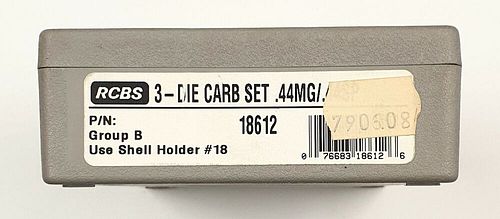 RCBS 3-DIE CARB SET .44MG/.
P/N: 18612
Group B
Use Shell Holder #18
790608
0 76683 18612 6